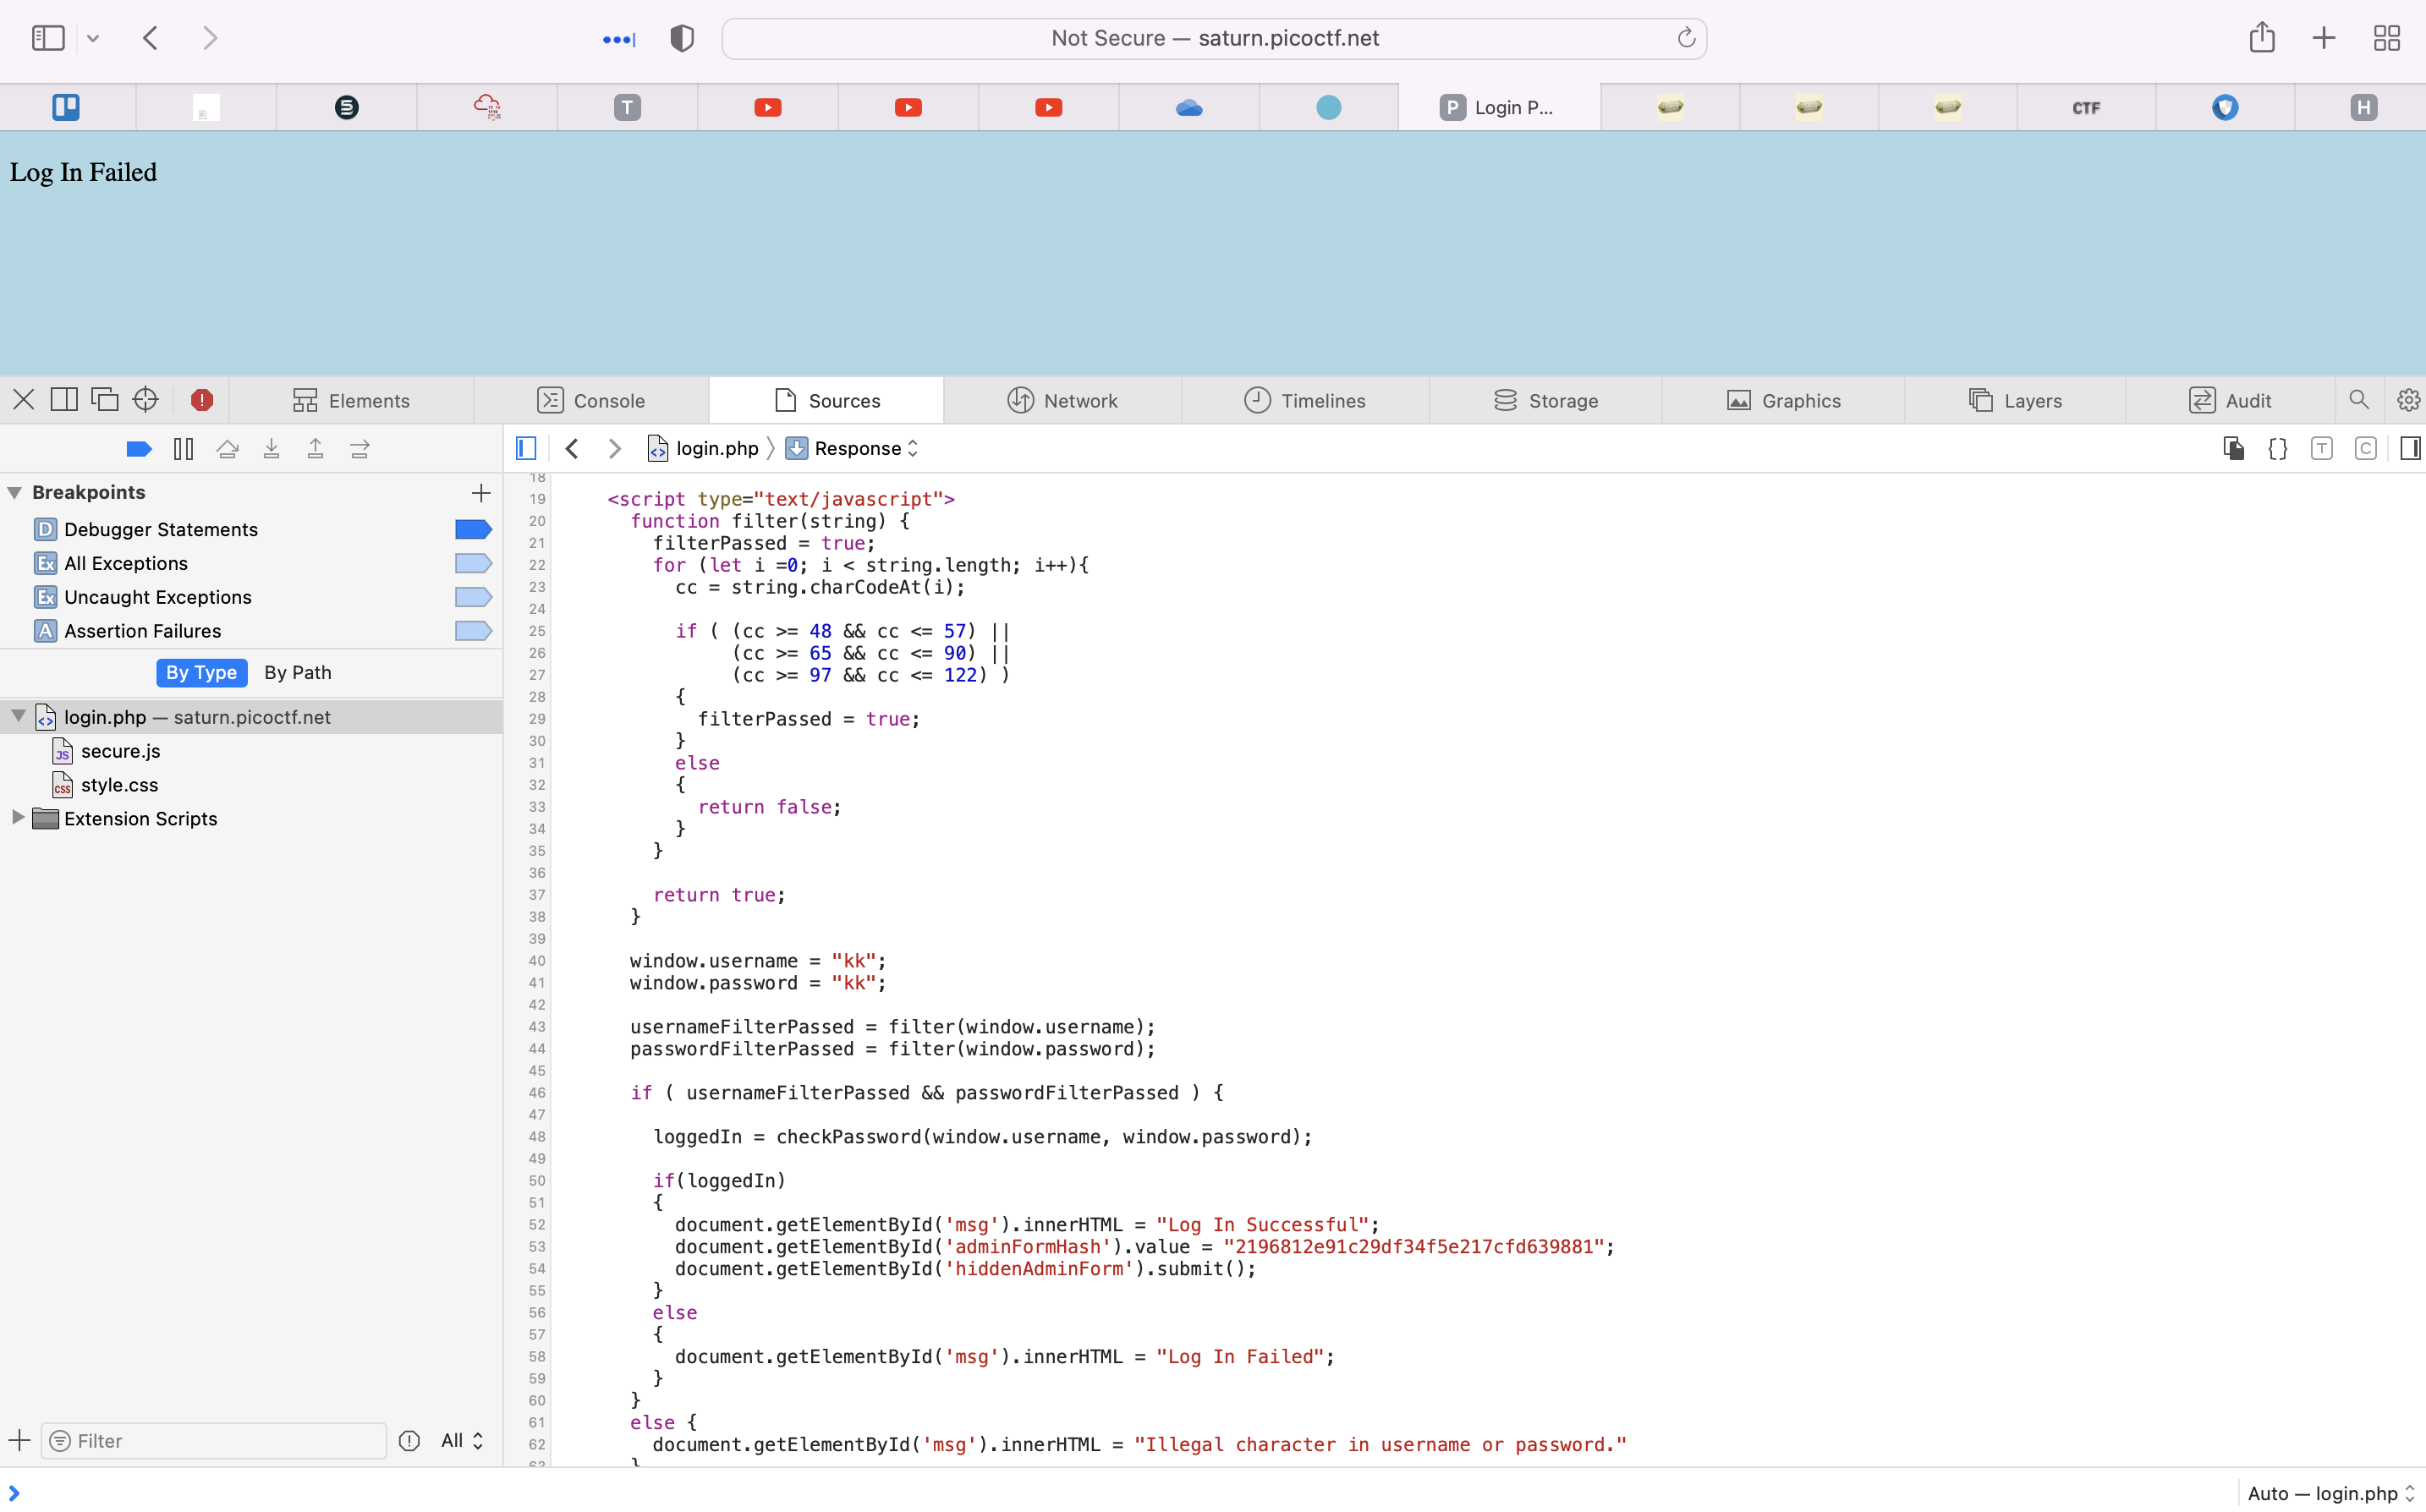 Not Secure — saturn.picoctf.net
T
P Login P...
CTF
H
Log In Failed
Elements
Console
Sources
Network
Timelines
Storage
Graphics
Layers
Audit
login.php
Response
T
C
Breakpoints
D Debugger Statements
Ex All Exceptions
Ex Uncaught Exceptions
A Assertion Failures
By Type By Path
login.php — saturn.picoctf.net
JS secure.js
CSS style.css
Extension Scripts
Filter
All
18
19 <script type="text/javascript">
20 function filter(string) {
21 filterPassed = true;
22 for (let i =0; i < string.length; i++){
23 cc = string.charCodeAt(i);
24
25 if ( (cc >= 48 && cc <= 57) ||
26 (cc >= 65 && cc <= 90) ||
27 (cc >= 97 && cc <= 122) )
28 {
29 filterPassed = true;
30 }
31 else
32 {
33 return false;
34 }
35 }
36
37 return true;
38 }
39
40 window.username = "kk";
41 window.password = "kk";
42
43 usernameFilterPassed = filter(window.username);
44 passwordFilterPassed = filter(window.password);
45
46 if ( usernameFilterPassed && passwordFilterPassed ) {
47
48 loggedIn = checkPassword(window.username, window.password);
49
50 if(loggedIn)
51 {
52 document.getElementById('msg').innerHTML = "Log In Successful";
53 document.getElementById('adminFormHash').value = "2196812e91c29df34f5e217cfd639881";
54 document.getElementById('hiddenAdminForm').submit();
55 }
56 else
57 {
58 document.getElementById('msg').innerHTML = "Log In Failed";
59 }
60 }
61 else {
62 document.getElementById('msg').innerHTML = "Illegal character in username or password."
63 }
Auto — login.php